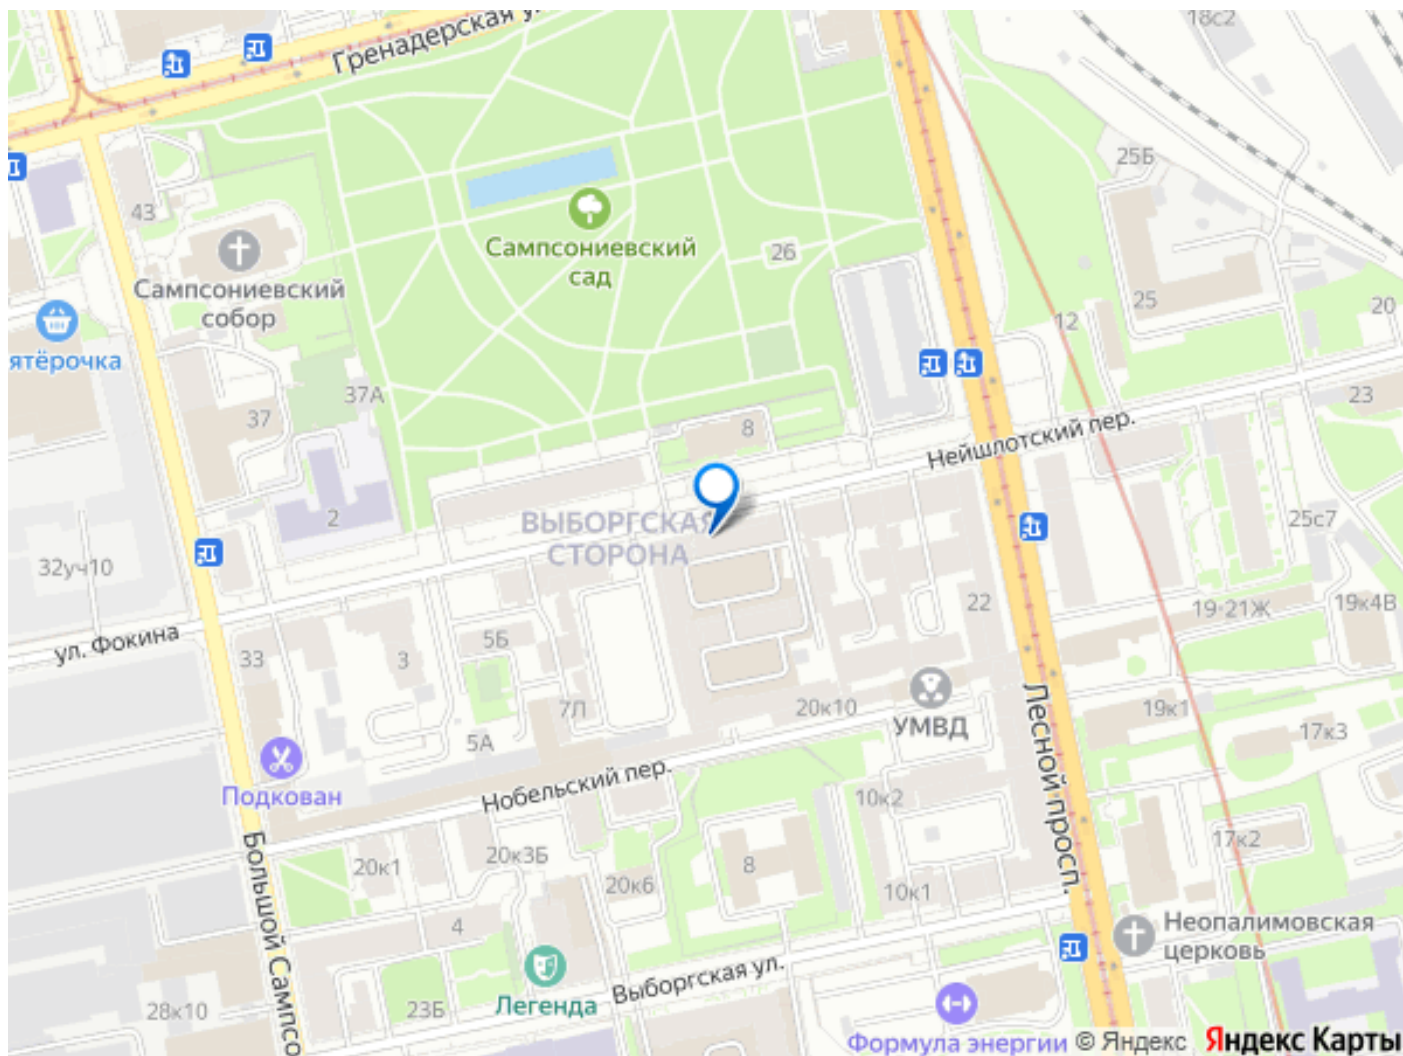 18с2
Гренадерская у
25Б
43
Сампсониевский
сад
26
Сампсониевский
собор
25
20
12
ятёрочка
37А
23
37
8
Нейшлотский пер.
2
ВЫБОРГСКАЯ
СТОРОНА
25с7
32уч10
22
19-21Ж
19к4В
ул. Фокина
5Б
33
3
7Л
20к10
УМВД
19к1
17к3
5А
Подкован
Нобельский пер.
10к2
17к2
Большой Сампсо
Лесной просп.
20к1
20к3Б
20к6
8
10к1
4
Неопалимовская
церковь
Легенда
Выборгская ул.
28к10
23Б
Формула энергии
© Яндекс
Яндекс Карты